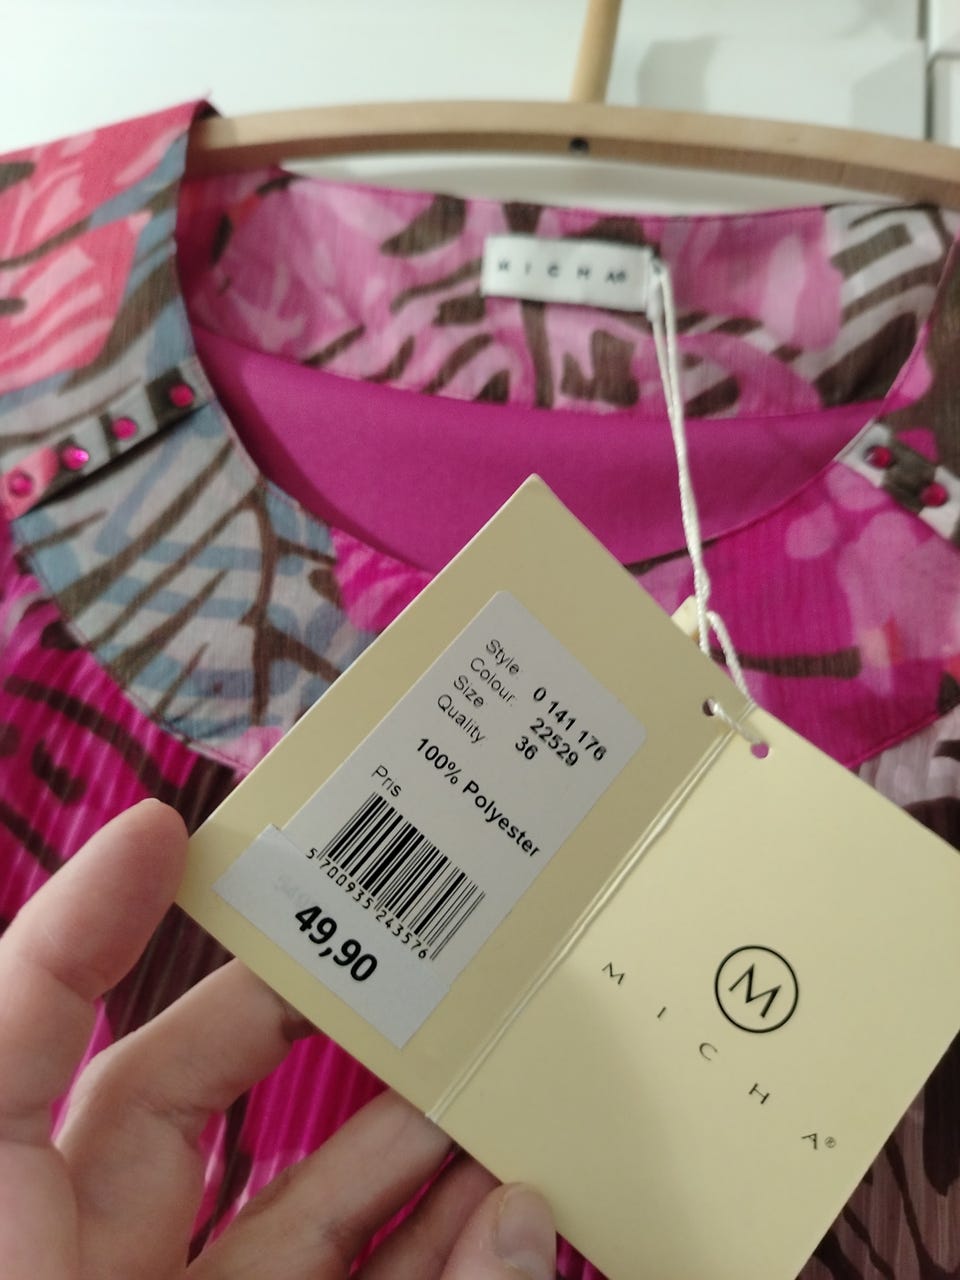 MICHA®
Style. 0 141 176
Colour. 22529
Size 36
Quality
100% Polyester
Pris
5 700935 243576
49,90
M
MICHA®